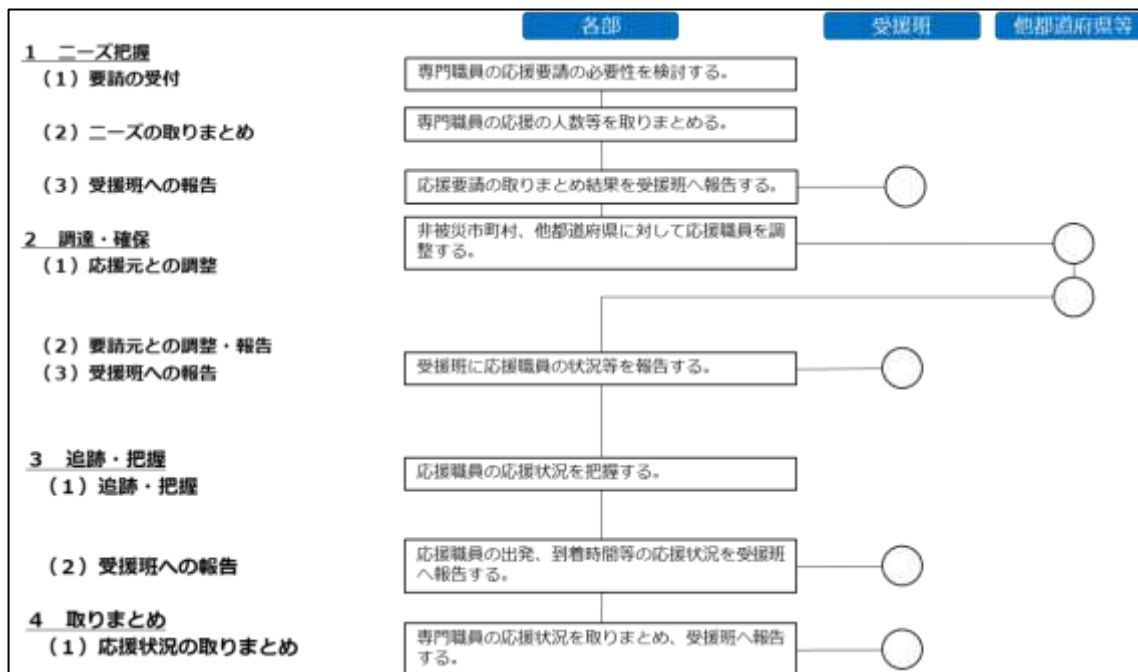 各部
受援班
他都道府県等
1 ニーズ把握
(1)要請の受付
専門職員の応援要請の必要性を検討する。
(2)ニーズの取りまとめ
専門職員の応援の人数等を取りまとめる。
(3)受援班への報告
応援要請の取りまとめ結果を受援班へ報告する。
2 調達・確保
(1)応援元との調整
非被災市町村、他都道府県に対して応援職員を調
整する。
(2)要請元との調整・報告
(3)受援班への報告
受援班に応援職員の状況等を報告する。
3 追跡・把握
(1)追跡・把握
応援職員の応援状況を把握する。
(2)受援班への報告
応援職員の出発、到着時間等の応援状況を受援班
へ報告する。
4 取りまとめ
(1)応援状況の取りまとめ
専門職員の応援状況を取りまとめ、受援班へ報告
する。